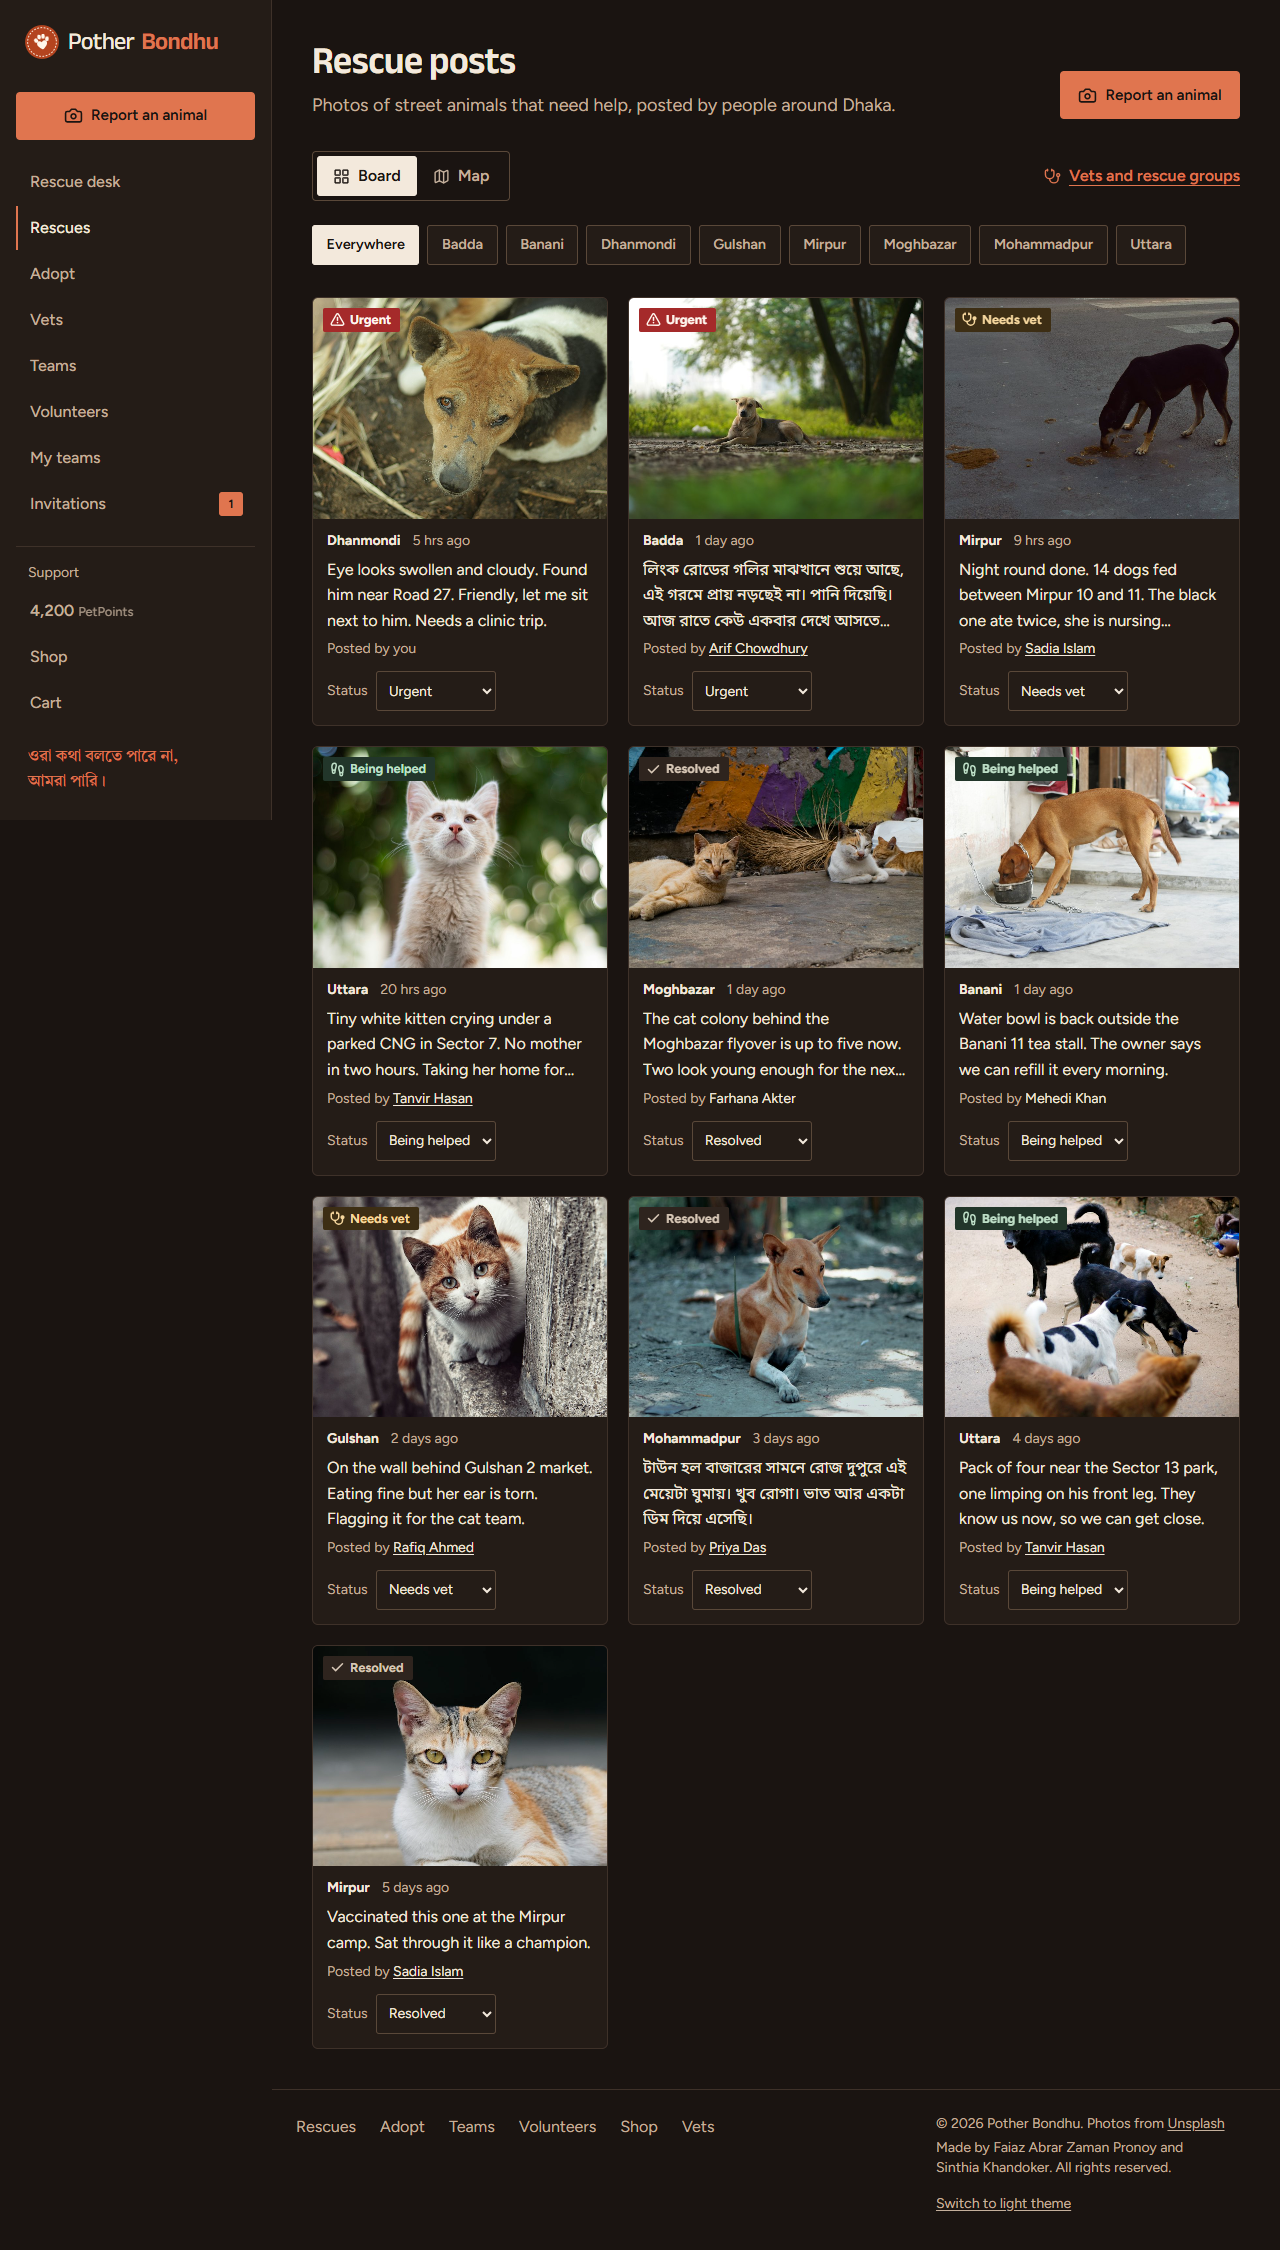 Pother Bondhu
Report an animal
Rescue desk
Rescues
Adopt
Vets
Teams
Volunteers
My teams
Invitations 1
Support
4,200 PetPoints
Shop
Cart
ওরা কথা বলতে পারে না,
আমরা পারি।
Rescue posts
Photos of street animals that need help, posted by people around Dhaka.
Report an animal
Board Map
Vets and rescue groups
Everywhere Badda Banani Dhanmondi Gulshan Mirpur Moghbazar Mohammadpur Uttara
Urgent
Dhanmondi 5 hrs ago
Eye looks swollen and cloudy. Found
him near Road 27. Friendly, let me sit
next to him. Needs a clinic trip.
Posted by you
Status Urgent
Urgent
Badda 1 day ago
লিংক রোডের গলির মাঝখানে শুয়ে আছে,
এই গরমে প্রায় নড়ছেই না। পানি দিয়েছি।
আজ রাতে কেউ একবার দেখে আসতে...
Posted by Arif Chowdhury
Status Urgent
Needs vet
Mirpur 9 hrs ago
Night round done. 14 dogs fed
between Mirpur 10 and 11. The black
one ate twice, she is nursing...
Posted by Sadia Islam
Status Needs vet
Being helped
Uttara 20 hrs ago
Tiny white kitten crying under a
parked CNG in Sector 7. No mother
in two hours. Taking her home for...
Posted by Tanvir Hasan
Status Being helped
Resolved
Moghbazar 1 day ago
The cat colony behind the
Moghbazar flyover is up to five now.
Two look young enough for the nex...
Posted by Farhana Akter
Status Resolved
Being helped
Banani 1 day ago
Water bowl is back outside the
Banani 11 tea stall. The owner says
we can refill it every morning.
Posted by Mehedi Khan
Status Being helped
Needs vet
Gulshan 2 days ago
On the wall behind Gulshan 2 market.
Eating fine but her ear is torn.
Flagging it for the cat team.
Posted by Rafiq Ahmed
Status Needs vet
Resolved
Mohammadpur 3 days ago
টাউন হল বাজারের সামনে রোজ দুপুরে এই
মেয়েটা ঘুমায়। খুব রোগা। ভাত আর একটা
ডিম দিয়ে এসেছি।
Posted by Priya Das
Status Resolved
Being helped
Uttara 4 days ago
Pack of four near the Sector 13 park,
one limping on his front leg. They
know us now, so we can get close.
Posted by Tanvir Hasan
Status Being helped
Resolved
Mirpur 5 days ago
Vaccinated this one at the Mirpur
camp. Sat through it like a champion.
Posted by Sadia Islam
Status Resolved
Rescues Adopt Teams Volunteers Shop Vets
© 2026 Pother Bondhu. Photos from Unsplash
Made by Faiaz Abrar Zaman Pronoy and
Sinthia Khandoker. All rights reserved.
Switch to light theme